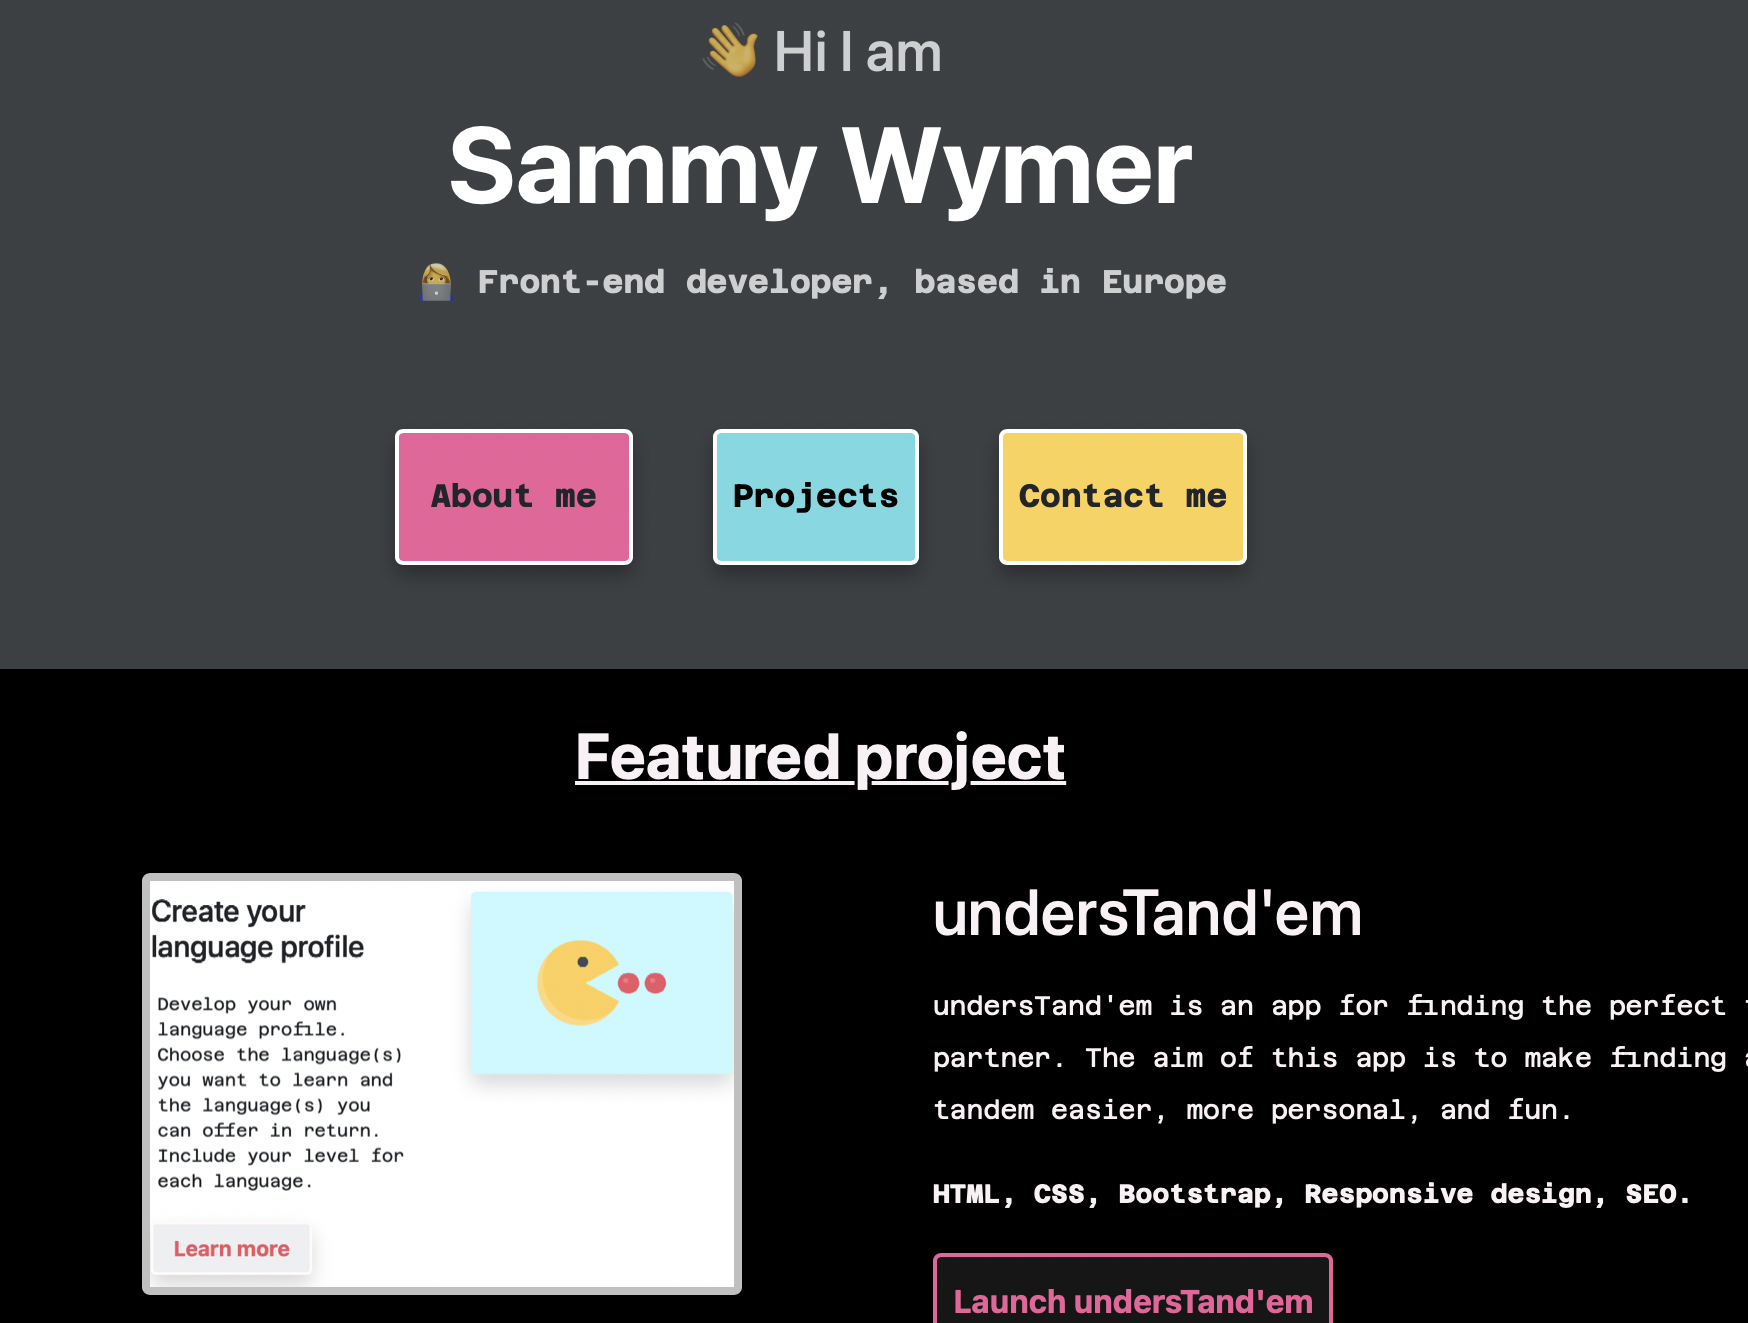 👋 Hi I am
Sammy Wymer
👩‍💻 Front-end developer, based in Europe
About me
Projects
Contact me
Featured project
Create your
language profile
Develop your own
language profile.
Choose the language(s)
you want to learn and
the language(s) you
can offer in return.
Include your level for
each language.
Learn more
undersTand'em
undersTand'em is an app for finding the perfect
partner. The aim of this app is to make finding
tandem easier, more personal, and fun.
HTML, CSS, Bootstrap, Responsive design, SEO.
Launch undersTand'em